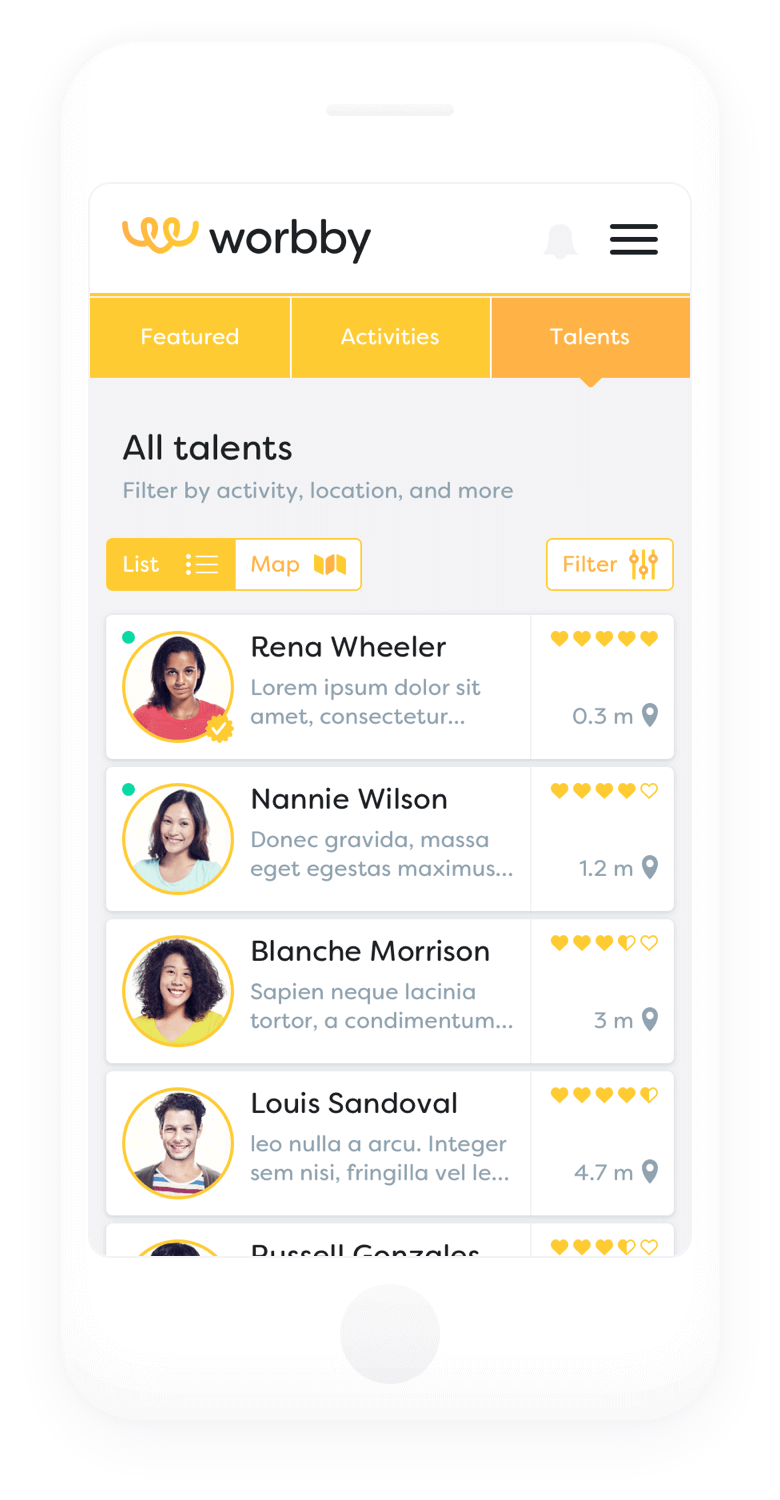 worbby
Featured
Activities
Talents
All talents
Filter by activity, location, and more
List
Map
Filter
Rena Wheeler
Lorem ipsum dolor sit
amet, consectetur...
0.3 m
Nannie Wilson
Donec gravida, massa
eget egestas maximus...
1.2 m
Blanche Morrison
Sapien neque lacinia
tortor, a condimentum...
3 m
Louis Sandoval
leo nulla a arcu. Integer
sem nisi, fringilla vel le...
4.7 m
Russell Gonzales